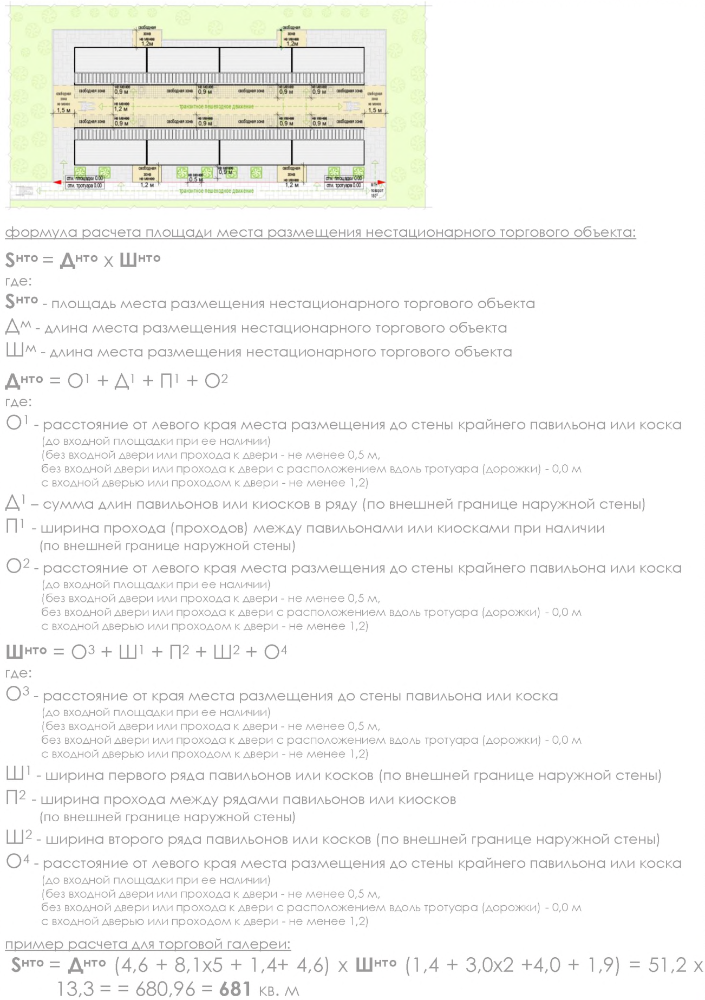 свободная зона не менее 1,2м
свободная зона не менее 1,2м
свободная зона не менее 0,9 м свободная зона не менее 0,9 м свободная зона не менее 0,9 м не менее 0,9 м свободная зона
свободная зона не менее 1,5 м
не менее 1,2 м
транзитное пешеходное движение
свободная зона не менее 1,5 м
свободная зона не менее 0,9 м свободная зона не менее 0,9 м свободная зона не менее 0,9 м не менее 0,9 м свободная зона
свободная зона не менее 1,2 м
не менее 0,5 м
не менее 0,9 м
свободная зона не менее 1,2 м
отм. площадки 0.00
отм. тротуара 0.00
отм. площадки 0.00
отм. тротуара 0.00
транзитное пешеходное движение
МГН поворот 180°
формула расчета площади места размещения нестационарного торгового объекта:
Sнто = Днто х Шнто
где:
Sнто - площадь места размещения нестационарного торгового объекта
Дм - длина места размещения нестационарного торгового объекта
Шм - длина места размещения нестационарного торгового объекта
Днто = О1 + Д1 + П1 + О2
где:
О1 - расстояние от левого края места размещения до стены крайнего павильона или коска
(до входной площадки при ее наличии)
(без входной двери или прохода к двери - не менее 0,5 м,
без входной двери или прохода к двери с расположением вдоль тротуара (дорожки) - 0,0 м
с входной дверью или проходом к двери - не менее 1,2)
Д1 – сумма длин павильонов или киосков в ряду (по внешней границе наружной стены)
П1 - ширина прохода (проходов) между павильонами или киосками при наличии
(по внешней границе наружной стены)
О2 - расстояние от левого края места размещения до стены крайнего павильона или коска
(до входной площадки при ее наличии)
(без входной двери или прохода к двери - не менее 0,5 м,
без входной двери или прохода к двери с расположением вдоль тротуара (дорожки) - 0,0 м
с входной дверью или проходом к двери - не менее 1,2)
Шнто = О3 + Ш1 + П2 + Ш2 + О4
где:
О3 - расстояние от края места размещения до стены павильона или коска
(до входной площадки при ее наличии)
(без входной двери или прохода к двери - не менее 0,5 м,
без входной двери или прохода к двери с расположением вдоль тротуара (дорожки) - 0,0 м
с входной дверью или проходом к двери - не менее 1,2)
Ш1 - ширина первого ряда павильонов или косков (по внешней границе наружной стены)
П2 - ширина прохода между рядами павильонов или киосков
(по внешней границе наружной стены)
Ш2 - ширина второго ряда павильонов или косков (по внешней границе наружной стены)
О4 - расстояние от левого края места размещения до стены крайнего павильона или коска
(до входной площадки при ее наличии)
(без входной двери или прохода к двери - не менее 0,5 м,
без входной двери или прохода к двери с расположением вдоль тротуара (дорожки) - 0,0 м
с входной дверью или проходом к двери - не менее 1,2)
пример расчета для торговой галереи:
Sнто = Днто (4,6 + 8,1х5 + 1,4+ 4,6) х Шнто (1,4 + 3,0х2 +4,0 + 1,9) = 51,2 х
13,3 = = 680,96 = 681 кв. м